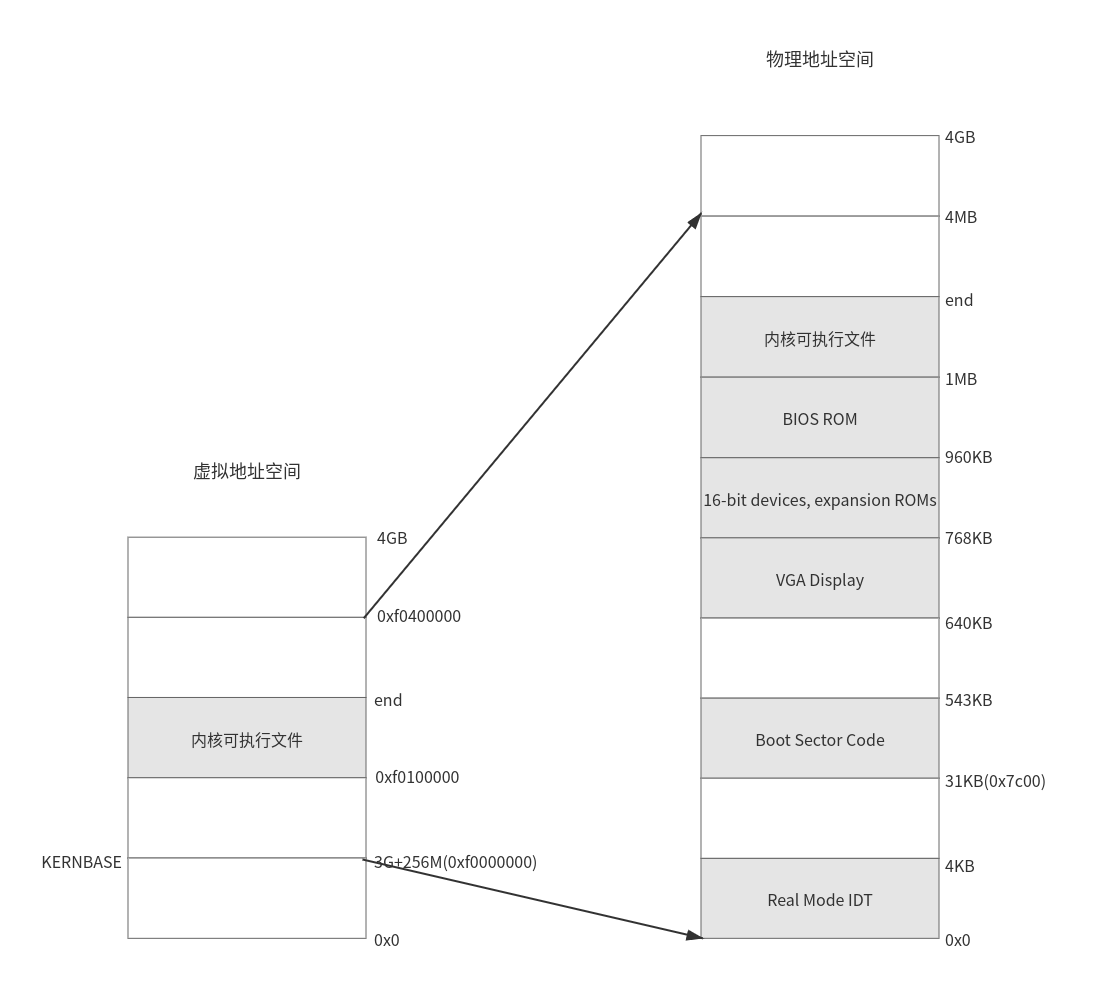 物理地址空间
4GB
4MB
end
内核可执行文件
1MB
BIOS ROM
960KB
16-bit devices, expansion ROMs
768KB
VGA Display
640KB
543KB
Boot Sector Code
31KB(0x7c00)
4KB
Real Mode IDT
0x0
虚拟地址空间
4GB
0xf0400000
end
内核可执行文件
0xf0100000
KERNBASE
3G+256M(0xf0000000)
0x0